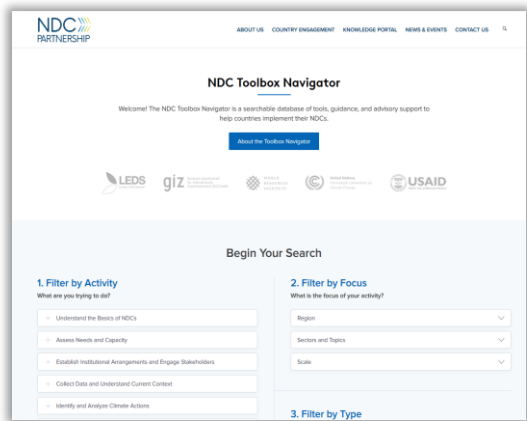 NDC
PARTNERSHIP
ABOUT US COUNTRY ENGAGEMENT KNOWLEDGE PORTAL NEWS & EVENTS CONTACT US
NDC Toolbox Navigator
Welcome! The NDC Toolbox Navigator is a searchable database of tools, guidance, and advisory support to
help countries implement their NDCs.
About the Toolbox Navigator
LEDS
giz
WORLD
RESOURCES
INSTITUTE
United Nations
USAID
Begin Your Search
1. Filter by Activity
What are you trying to do?
+ Understand the Basics of NDCs
+ Assess Needs and Capacity
+ Establish Institutional Arrangements and Engage Stakeholders
+ Collect Data and Understand Current Context
+ Identify and Analyze Climate Actions
2. Filter by Focus
What is the focus of your activity?
Region
Sectors and Topics
Scale
3. Filter by Type